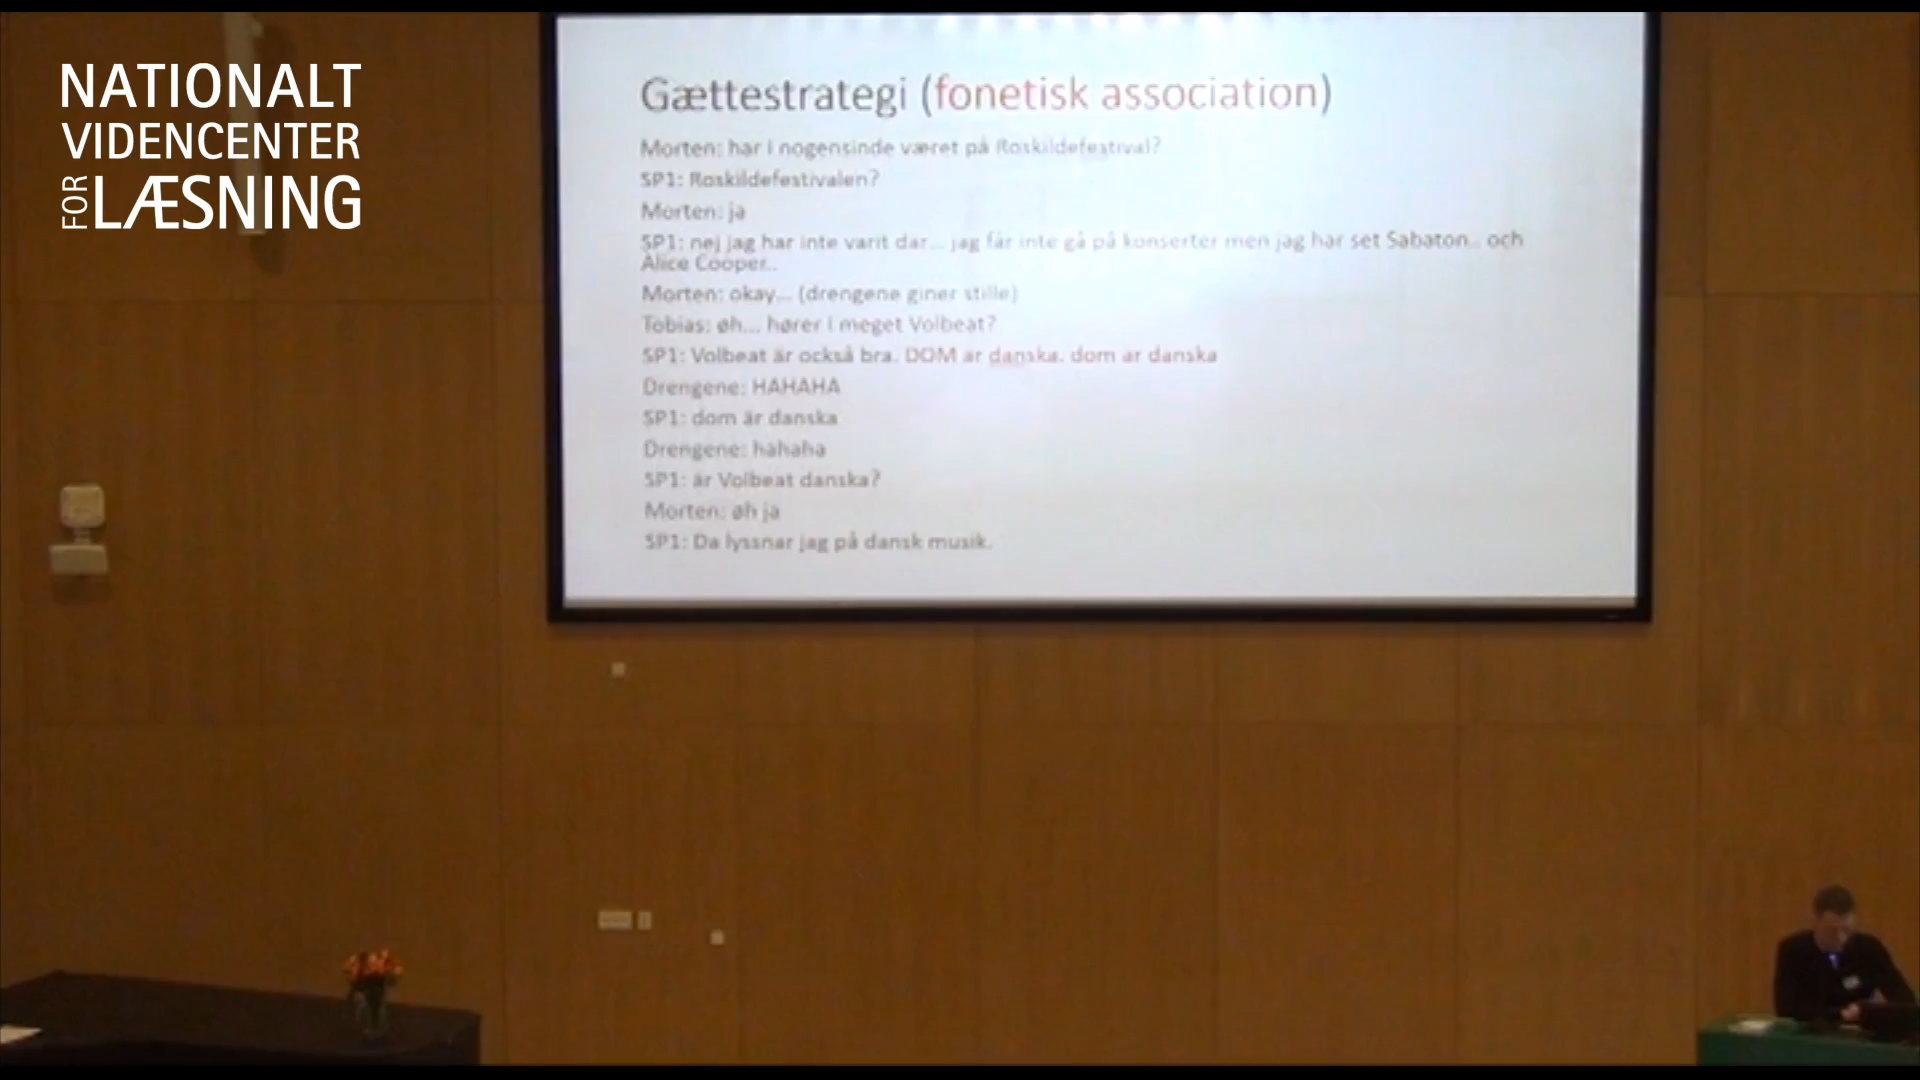 NATIONALT
VIDENCENTER
FOR LÆSNING
Gættestrategi (fonetisk association)
Morten: har I nogensinde været på Roskildefestival?
SP1: Roskildefestivalen?
Morten: ja
SP1: nej jag har inte varit dar... jag får inte gå på konserter men jag har set Sabaton.. och
Alice Cooper..
Morten: okay... (drengene giner stille)
Tobias: øh... hører I meget Volbeat?
SP1: Volbeat är också bra. DOM ar danska. dom ar danska
Drengene: HAHAHA
SP1: dom är danska
Drengene: hahaha
SP1: är Volbeat danska?
Morten: øh ja
SP1: Da lyssnar jag på dansk musik.